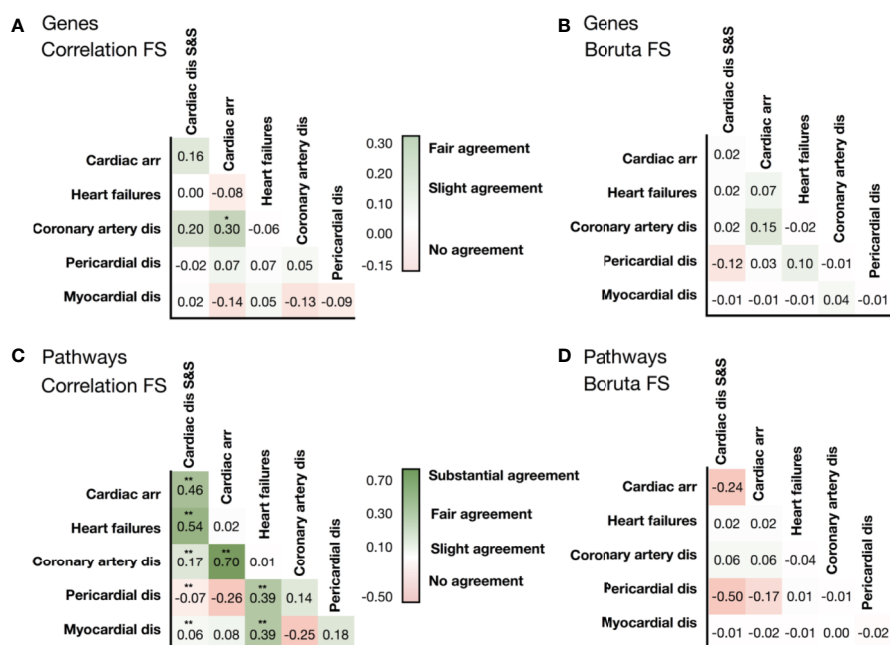 A Genes
Correlation FS
Cardiac dis S&S
Cardiac arr
Heart failures
Coronary artery dis
Pericardial dis
Cardiac arr 0.16
Heart failures 0.00 -0.08
Coronary artery dis 0.20 *0.30 -0.06
Pericardial dis -0.02 0.07 0.07 0.05
Myocardial dis 0.02 -0.14 0.05 -0.13 -0.09
0.30 Fair agreement
0.20 Slight agreement
0.10
0.00
-0.15 No agreement
B Genes
Boruta FS
Cardiac dis S&S
Cardiac arr
Heart failures
Coronary artery dis
Pericardial dis
Cardiac arr 0.02
Heart failures 0.02 0.07
Coronary artery dis 0.02 0.15 -0.02
Pericardial dis -0.12 0.03 0.10 -0.01
Myocardial dis -0.01 -0.01 -0.01 0.04 -0.01
C Pathways
Correlation FS
Cardiac dis S&S
Cardiac arr
Heart failures
Coronary artery dis
Pericardial dis
Cardiac arr **0.46
Heart failures **0.54 0.02
Coronary artery dis **0.17 **0.70 0.01
Pericardial dis **-0.07 -0.26 **0.39 0.14
Myocardial dis **0.06 0.08 **0.39 -0.25 0.18
0.70 Substantial agreement
0.30 Fair agreement
0.10 Slight agreement
-0.50 No agreement
D Pathways
Boruta FS
Cardiac dis S&S
Cardiac arr
Heart failures
Coronary artery dis
Pericardial dis
Cardiac arr -0.24
Heart failures 0.02 0.02
Coronary artery dis 0.06 0.06 -0.04
Pericardial dis -0.50 -0.17 0.01 -0.01
Myocardial dis -0.01 -0.02 -0.01 0.00 -0.02